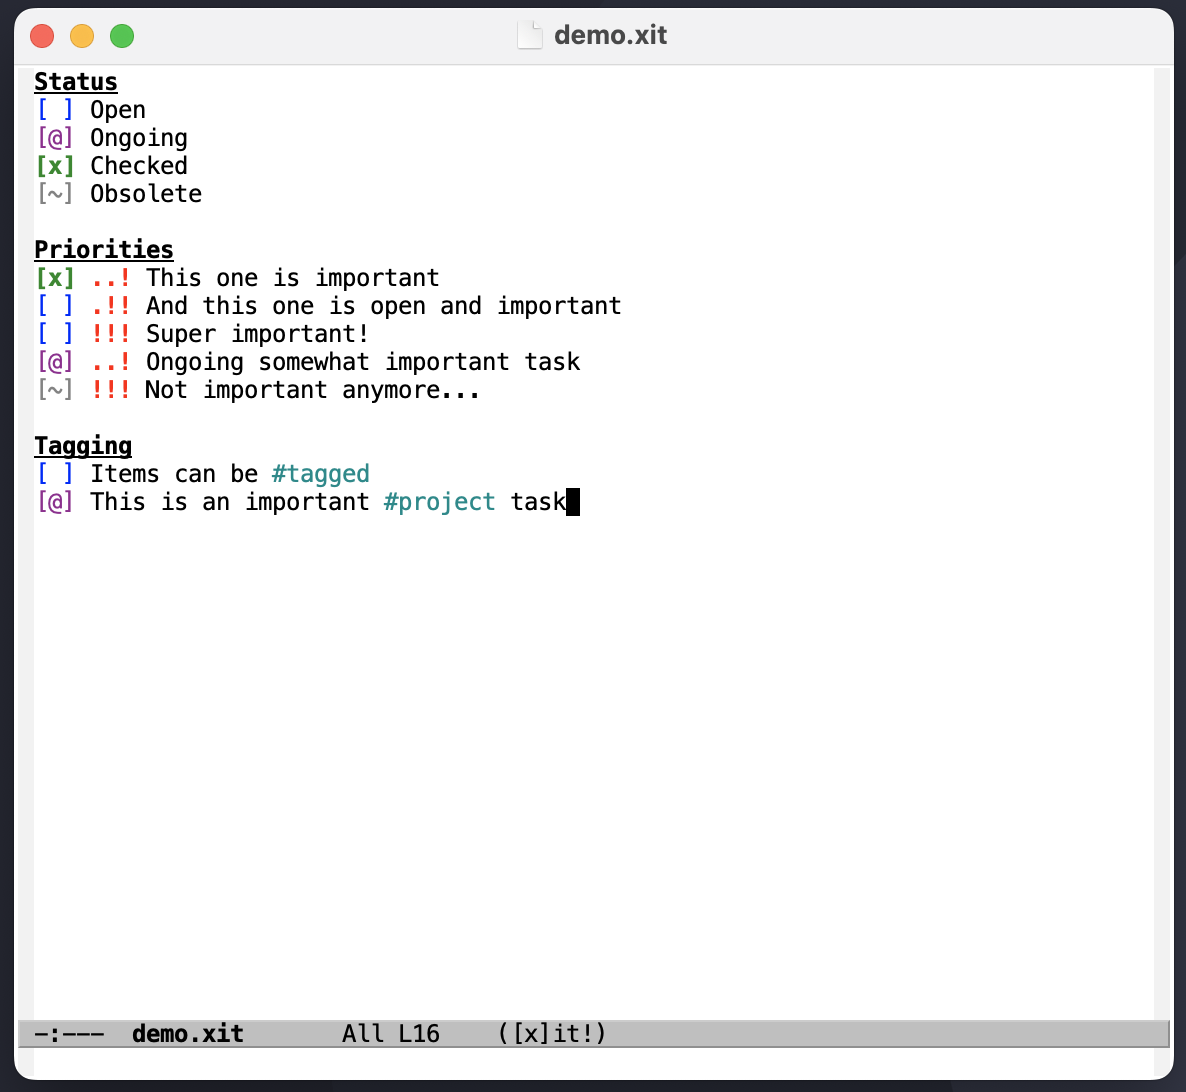 demo.xit
Status
[ ] Open
[@] Ongoing
[x] Checked
[~] Obsolete
Priorities
[x] ..! This one is important
[ ] .!! And this one is open and important
[ ] !!! Super important!
[@] ..! Ongoing somewhat important task
[~] !!! Not important anymore...
Tagging
[ ] Items can be #tagged
[@] This is an important #project task
-:--- demo.xit All L16 ([x]it!)